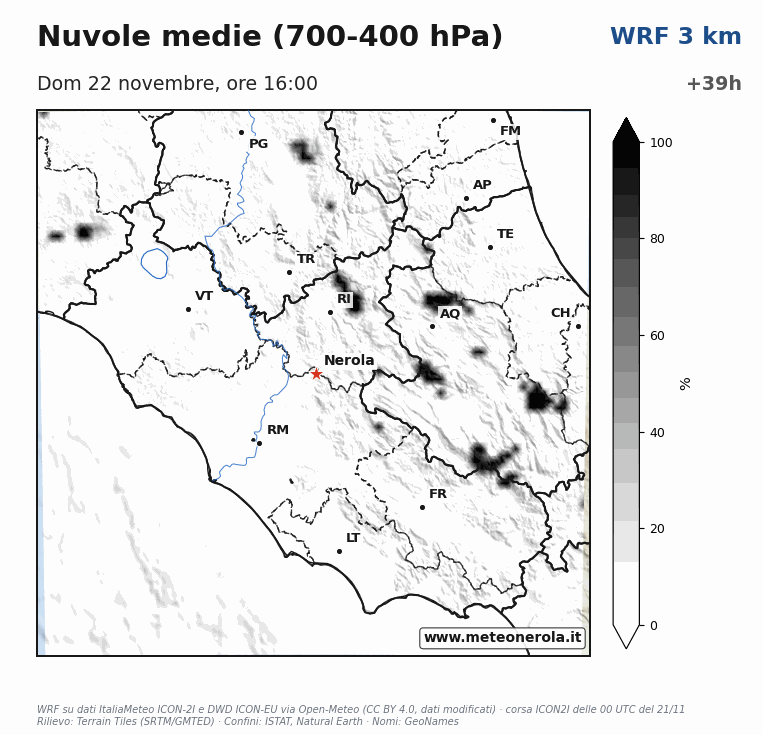 Nuvole medie (700-400 hPa)
WRF 3 km
Dom 22 novembre, ore 16:00
+39h
FM
PG
AP
TE
TR
VT
RI
AQ
CH
Nerola
RM
FR
LT
www.meteonerola.it
100
80
60
40
20
0
%
WRF su dati ItaliaMeteo ICON-2I e DWD ICON-EU via Open-Meteo (CC BY 4.0, dati modificati) · corsa ICON2I delle 00 UTC del 21/11
Rilievo: Terrain Tiles (SRTM/GMTED) · Confini: ISTAT, Natural Earth · Nomi: GeoNames